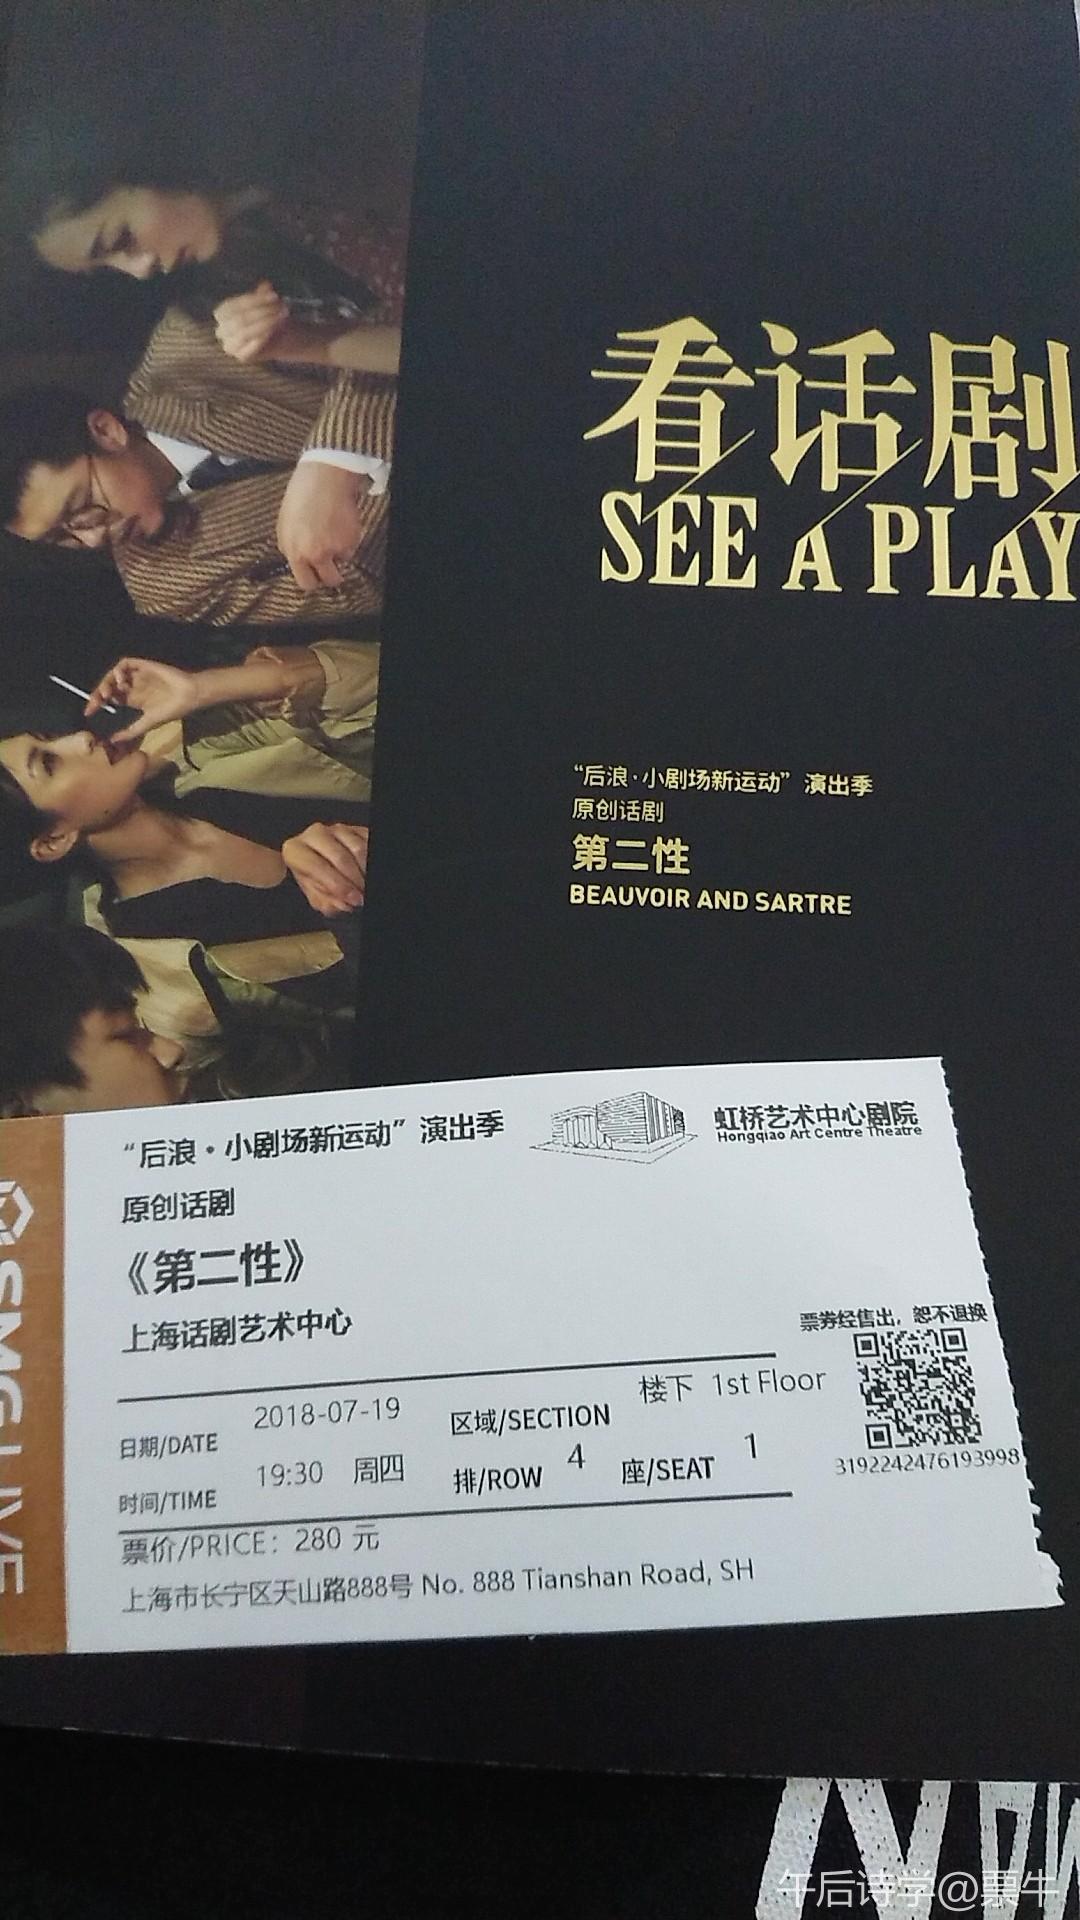 看话剧
SEE A PLAY
“后浪·小剧场新运动”演出季
原创话剧
第二性
BEAUVOIR AND SARTRE
“后浪·小剧场新运动”演出季
虹桥艺术中心剧院
Hongqiao Art Centre Theatre
原创话剧
《第二性》
上海话剧艺术中心
票券经售出，恕不退换
日期/DATE 2018-07-19
区域/SECTION 楼下 1st Floor
时间/TIME 19:30 周四
排/ROW 4 座/SEAT 1
3192242476193998
票价/PRICE：280 元
上海市长宁区天山路888号 No. 888 Tianshan Road, SH
SMG LIVE
午后诗学@票牛